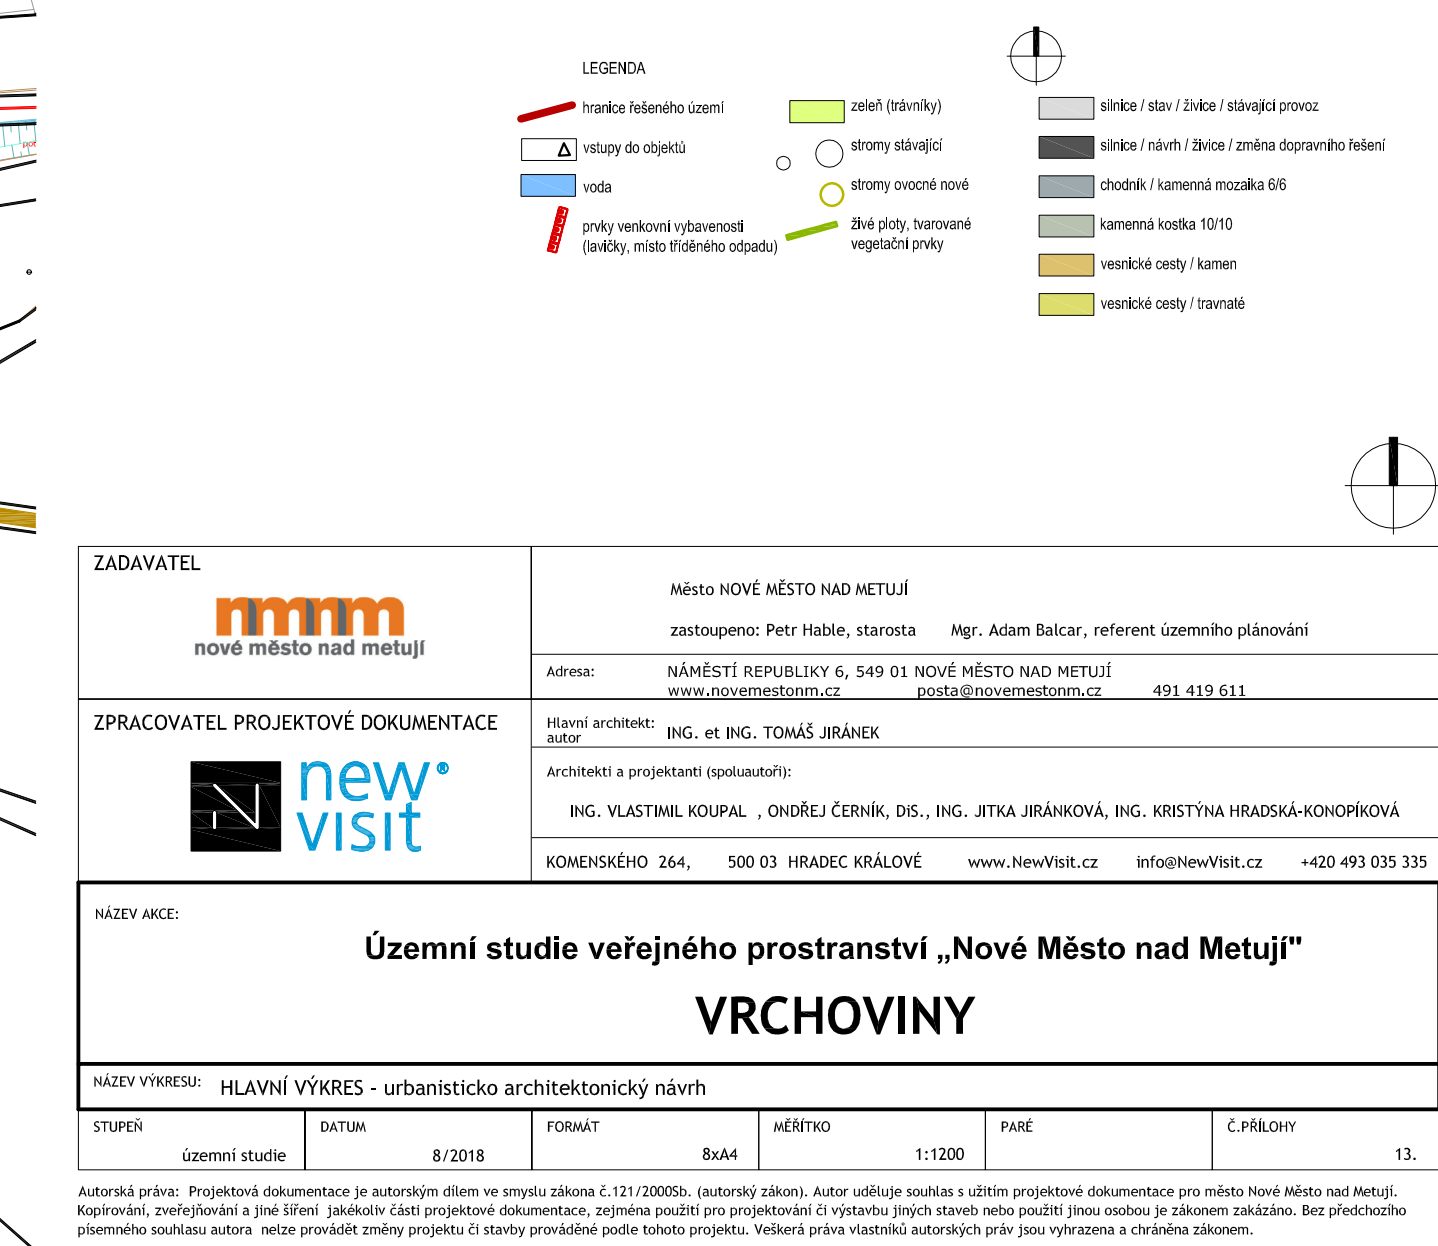 LEGENDA
hranice řešeného území
vstupy do objektů
voda
prvky venkovní vybavenosti
(lavičky, místo tříděného odpadu)
zeleň (trávníky)
stromy stávající
stromy ovocné nové
živé ploty, tvarované
vegetační prvky
silnice / stav / živice / stávající provoz
silnice / návrh / živice / změna dopravního řešení
chodník / kamenná mozaika 6/6
kamenná kostka 10/10
vesnické cesty / kamen
vesnické cesty / travnaté
ZADAVATEL
nmnm
nové město nad metují
Město NOVÉ MĚSTO NAD METUJÍ
zastoupeno: Petr Hable, starosta Mgr. Adam Balcar, referent územního plánování
Adresa: NÁMĚSTÍ REPUBLIKY 6, 549 01 NOVÉ MĚSTO NAD METUJÍ
www.novemestonm.cz posta@novemestonm.cz 491 419 611
ZPRACOVATEL PROJEKTOVÉ DOKUMENTACE
N new ®
visit
Hlavní architekt:
autor ING. et ING. TOMÁŠ JIRÁNEK
Architekti a projektanti (spoluautoři):
ING. VLASTIMIL KOUPAL , ONDŘEJ ČERNÍK, DiS., ING. JITKA JIRÁNKOVÁ, ING. KRISTÝNA HRADSKÁ-KONOPÍKOVÁ
KOMENSKÉHO 264, 500 03 HRADEC KRÁLOVÉ www.NewVisit.cz info@NewVisit.cz +420 493 035 335
NÁZEV AKCE:
Územní studie veřejného prostranství „Nové Město nad Metují"
VRCHOVINY
NÁZEV VÝKRESU: HLAVNÍ VÝKRES - urbanisticko architektonický návrh
STUPEŇ DATUM FORMÁT MĚŘÍTKO PARÉ Č.PŘÍLOHY
územní studie 8/2018 8xA4 1:1200 13.
Autorská práva: Projektová dokumentace je autorským dílem ve smyslu zákona č.121/2000Sb. (autorský zákon). Autor uděluje souhlas s užitím projektové dokumentace pro město Nové Město nad Metují.
Kopírování, zveřejňování a jiné šíření jakékoliv části projektové dokumentace, zejména použití pro projektování či výstavbu jiných staveb nebo použití jinou osobou je zákonem zakázáno. Bez předchozího
písemného souhlasu autora nelze provádět změny projektu či stavby prováděné podle tohoto projektu. Veškerá práva vlastníků autorských práv jsou vyhrazena a chráněna zákonem.